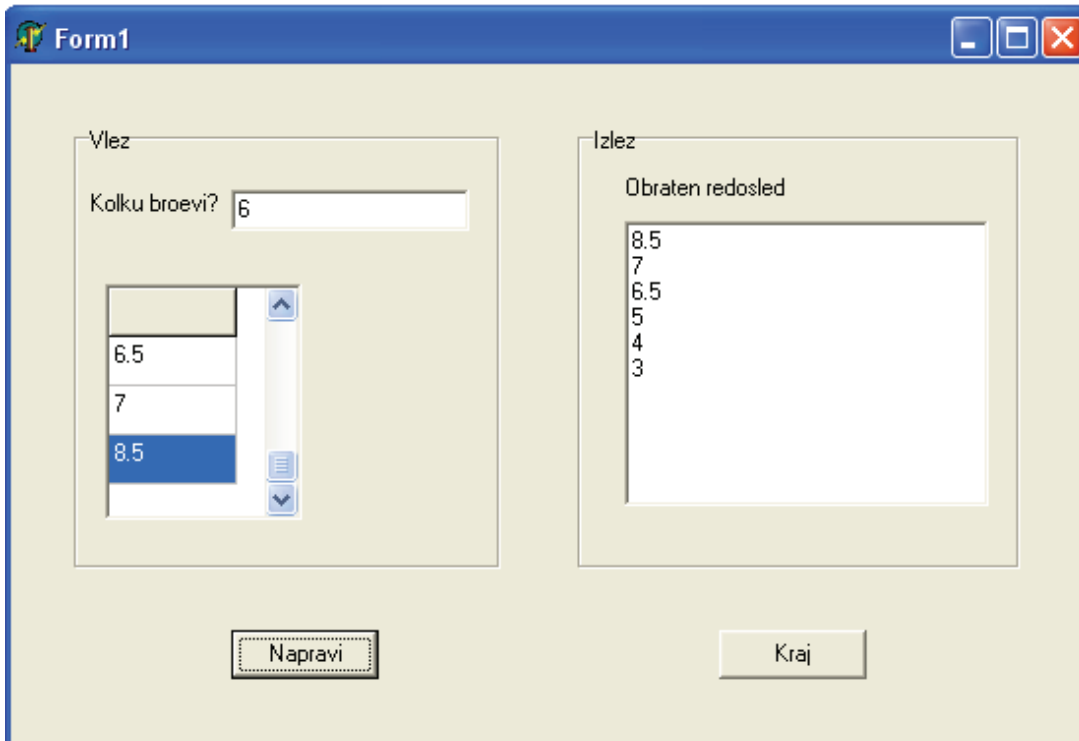 Form1
Vlez
Kolku broevi? 6
6.5
7
8.5
Izlez
Obraten redosled
8.5
7
6.5
5
4
3
Napravi
Kraj